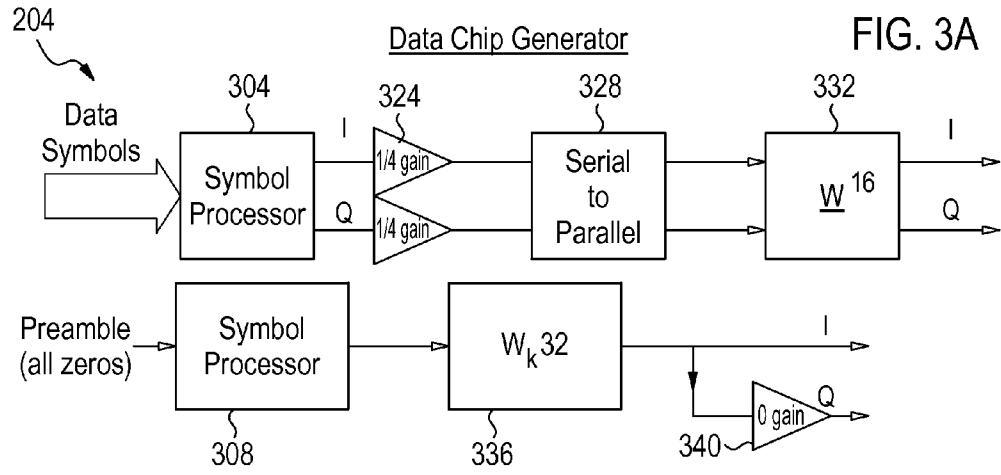 204
Data Chip Generator
FIG. 3A
Data
Symbols
304
Symbol
Processor
I
Q
324
1/4 gain
1/4 gain
328
Serial
to
Parallel
332
W 16
I
Q
Preamble
(all zeros)
Symbol
Processor
308
Wk32
336
I
0 gain
340
Q